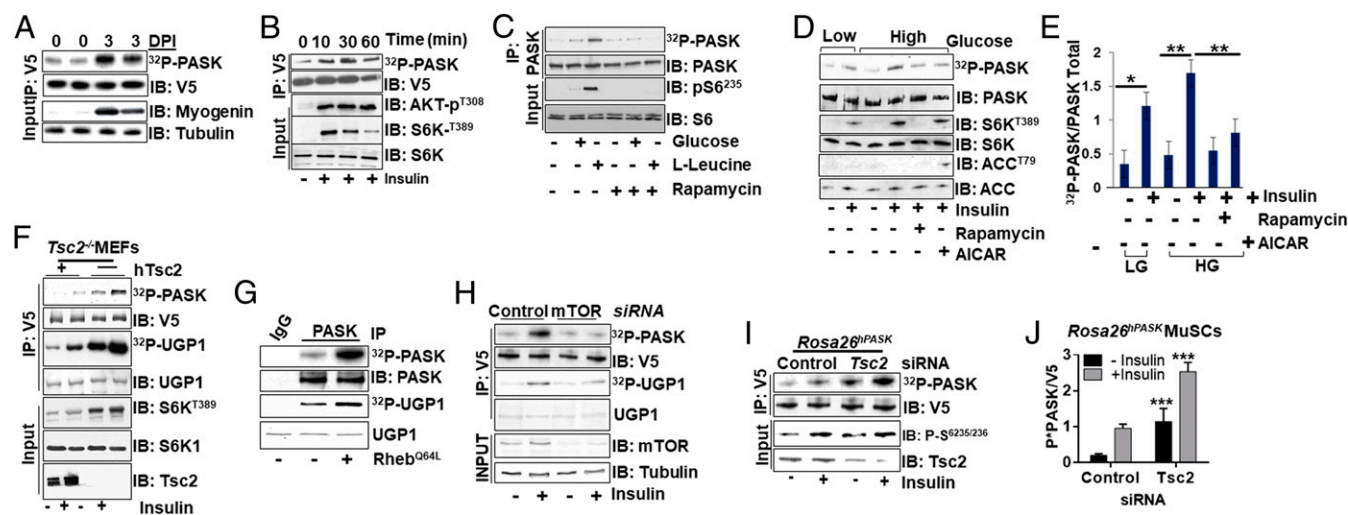 A
0 0 3 3 DPI
IP: V5
32P-PASK
IB: V5
Input
IB: Myogenin
IB: Tubulin
B
0 10 30 60 Time (min)
IP: V5
32P-PASK
IB: V5
Input
IB: AKT-pT308
IB: S6K-T389
IB: S6K
- + + + Insulin
C
IP: PASK
32P-PASK
IB: PASK
Input
IB: pS6235
IB: S6
- + - - + - Glucose
- - + - - + L-Leucine
- - - + + + Rapamycin
D
Low High Glucose
32P-PASK
IB: PASK
IB: S6KT389
IB: S6K
IB: ACCT79
IB: ACC
- + - + + + Insulin
- - - - + - Rapamycin
- - - - - + AICAR
E
32P-PASK/PASK Total
2
1.5
1
0.5
0
* ** **
- + - + + + Insulin
- - - - + - Rapamycin
- - - - - - + AICAR
LG HG
F
Tsc2-/-MEFs
+ — hTsc2
IP: V5
32P-PASK
IB: V5
32P-UGP1
IB: UGP1
Input
IB: S6KT389
IB: S6K1
IB: Tsc2
- + - + Insulin
G
IgG PASK IP
32P-PASK
IB: PASK
32P-UGP1
UGP1
- - + RhebQ64L
H
Control mTOR siRNA
IP: V5
32P-PASK
IB: V5
32P-UGP1
UGP1
INPUT
IB: mTOR
IB: Tubulin
- + - + Insulin
I
Rosa26hPASK
Control Tsc2 siRNA
IP: V5
32P-PASK
IB: V5
Input
IB: P-S6235/236
IB: Tsc2
- + - + Insulin
J
Rosa26hPASK MuSCs
P*PASK/V5
- Insulin
+Insulin
***
***
3
2
1
0
Control Tsc2
siRNA